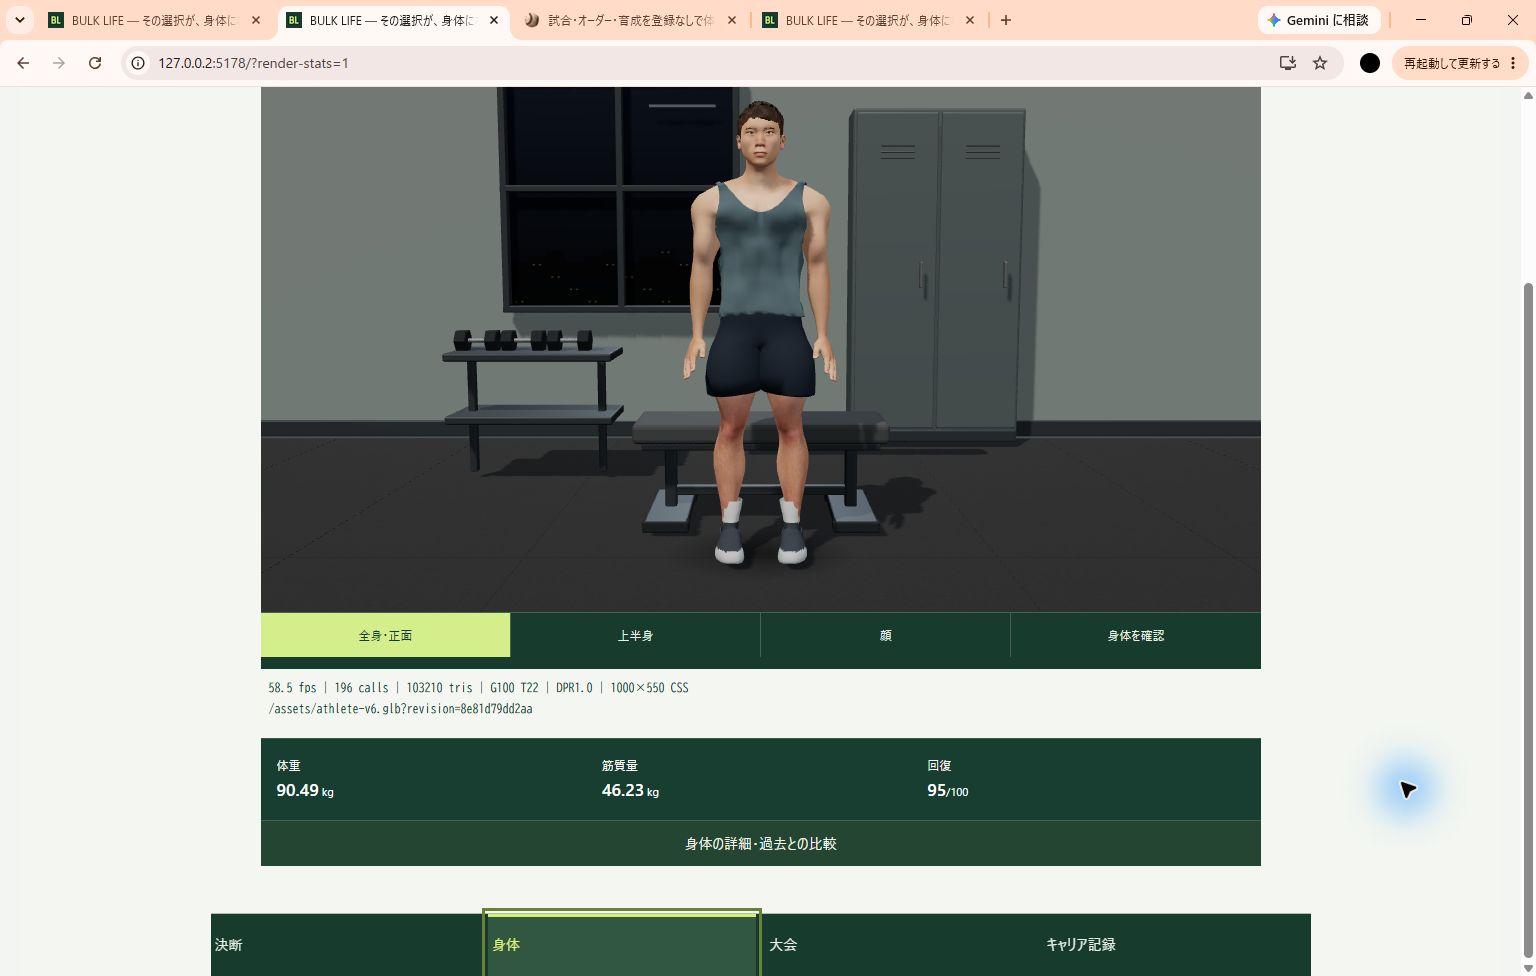 BL BULK LIFE — その選択が、身体に
BL BULK LIFE — その選択が、身体に
試合・オーダー・育成を登録なしで体
BL BULK LIFE — その選択が、身体に
Gemini に相談
127.0.0.2:5178/?render-stats=1
再起動して更新する
全身・正面
上半身
顔
身体を確認
58.5 fps | 196 calls | 103210 tris | G100 T22 | DPR1.0 | 1000×550 CSS
/assets/athlete-v6.glb?revision=8e81d79dd2aa
体重
90.49 kg
筋質量
46.23 kg
回復
95/100
身体の詳細・過去との比較
決断
身体
大会
キャリア記録